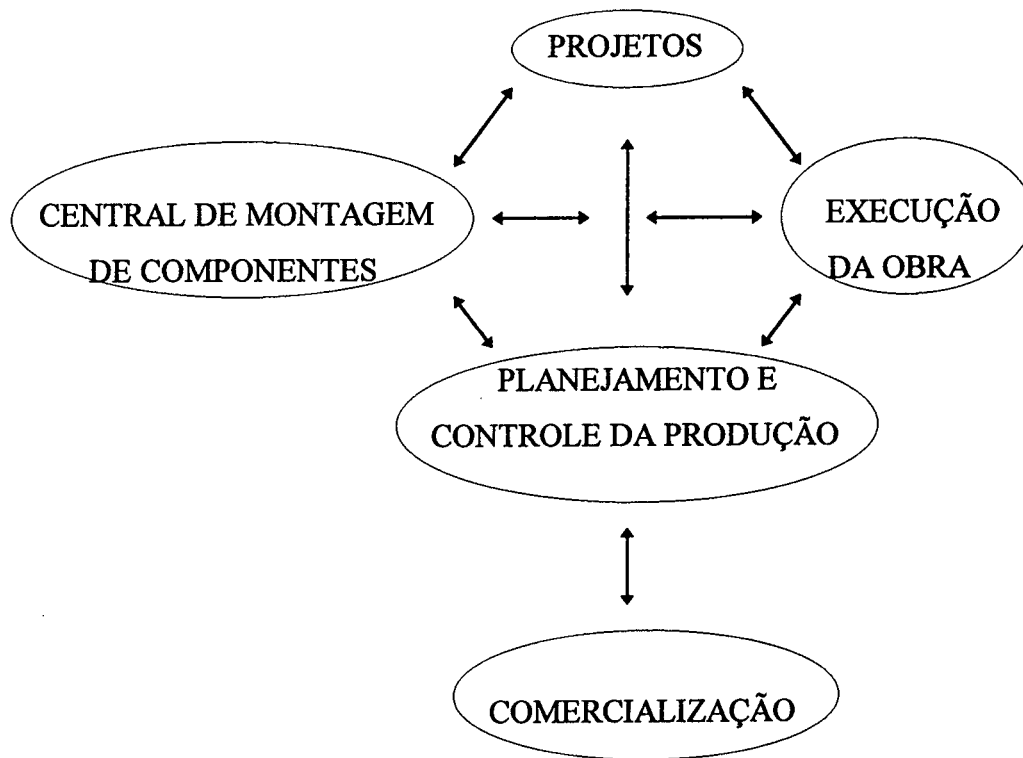 PROJETOS
CENTRAL DE MONTAGEM
DE COMPONENTES
EXECUÇÃO
DA OBRA
PLANEJAMENTO E
CONTROLE DA PRODUÇÃO
COMERCIALIZAÇÃO